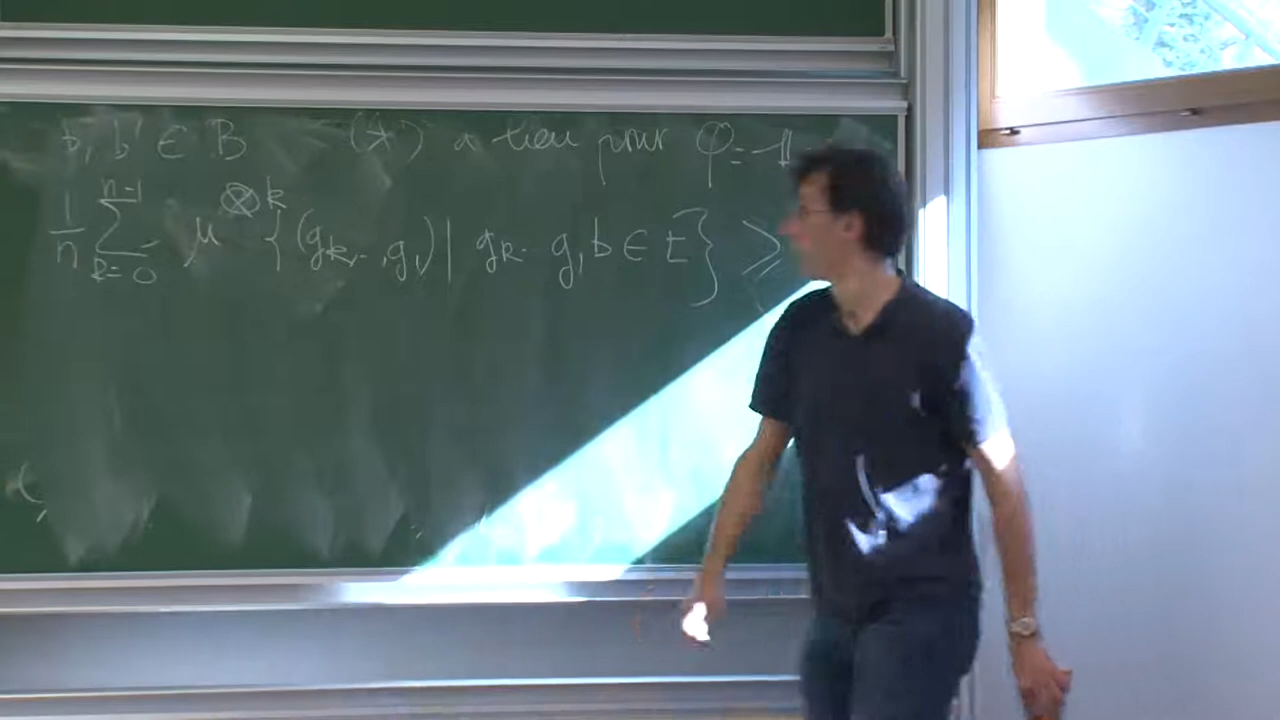 b, b' ∈ B (*) a lieu pour φ = 1
1/n ∑_{k=0}^{n-1} μ^{⊗k} {(g_k, .., g_1) | g_k .. g_1 b ∈ E} ≥